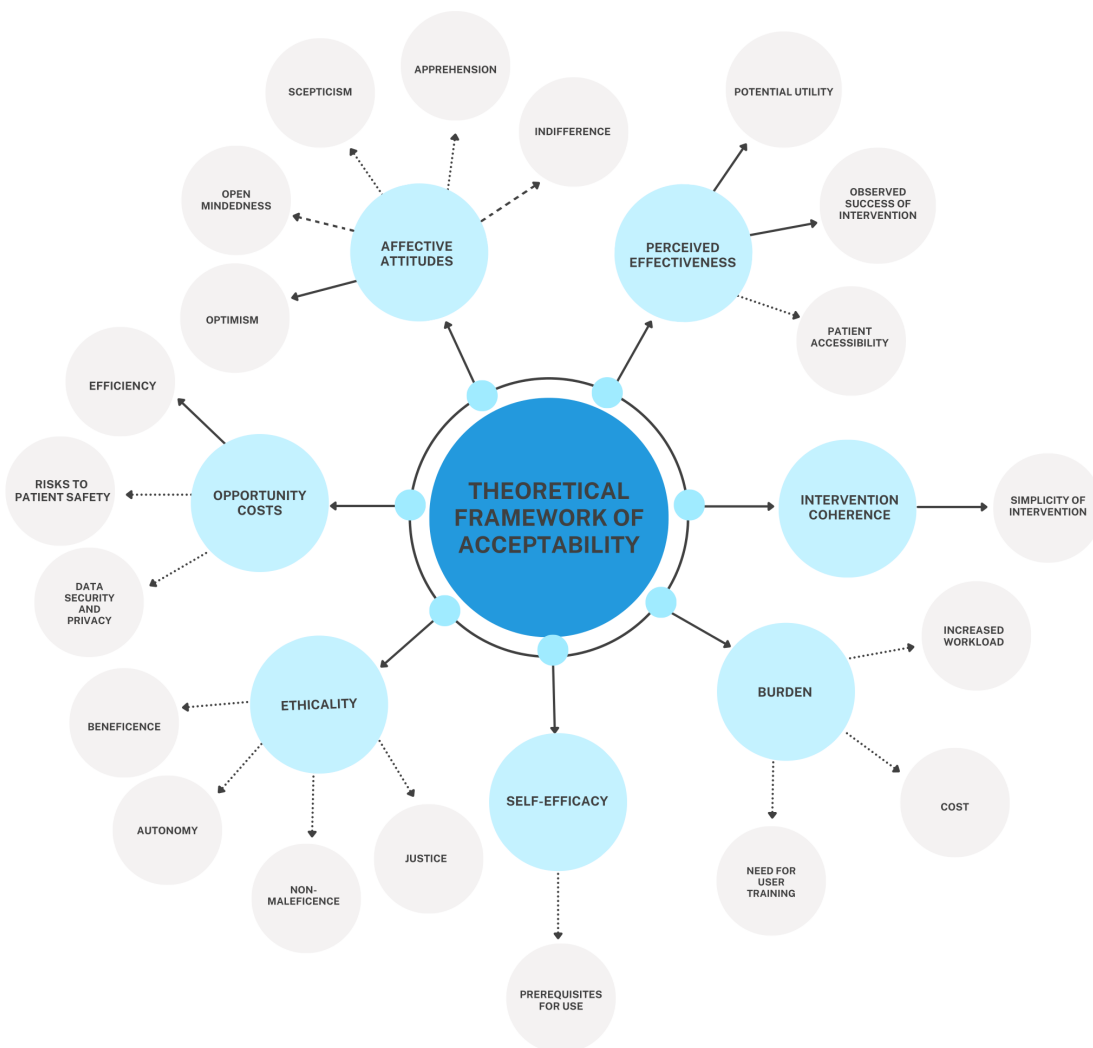 THEORETICAL
FRAMEWORK OF
ACCEPTABILITY
AFFECTIVE
ATTITUDES
OPTIMISM
OPEN
MINDEDNESS
SCEPTICISM
APPREHENSION
INDIFFERENCE
PERCEIVED
EFFECTIVENESS
POTENTIAL UTILITY
OBSERVED
SUCCESS OF
INTERVENTION
PATIENT
ACCESSIBILITY
INTERVENTION
COHERENCE
SIMPLICITY OF
INTERVENTION
BURDEN
INCREASED
WORKLOAD
COST
NEED FOR
USER
TRAINING
SELF-EFFICACY
PREREQUISITES
FOR USE
ETHICALITY
JUSTICE
NON-
MALEFICENCE
AUTONOMY
BENEFICENCE
OPPORTUNITY
COSTS
DATA
SECURITY
AND
PRIVACY
RISKS TO
PATIENT SAFETY
EFFICIENCY